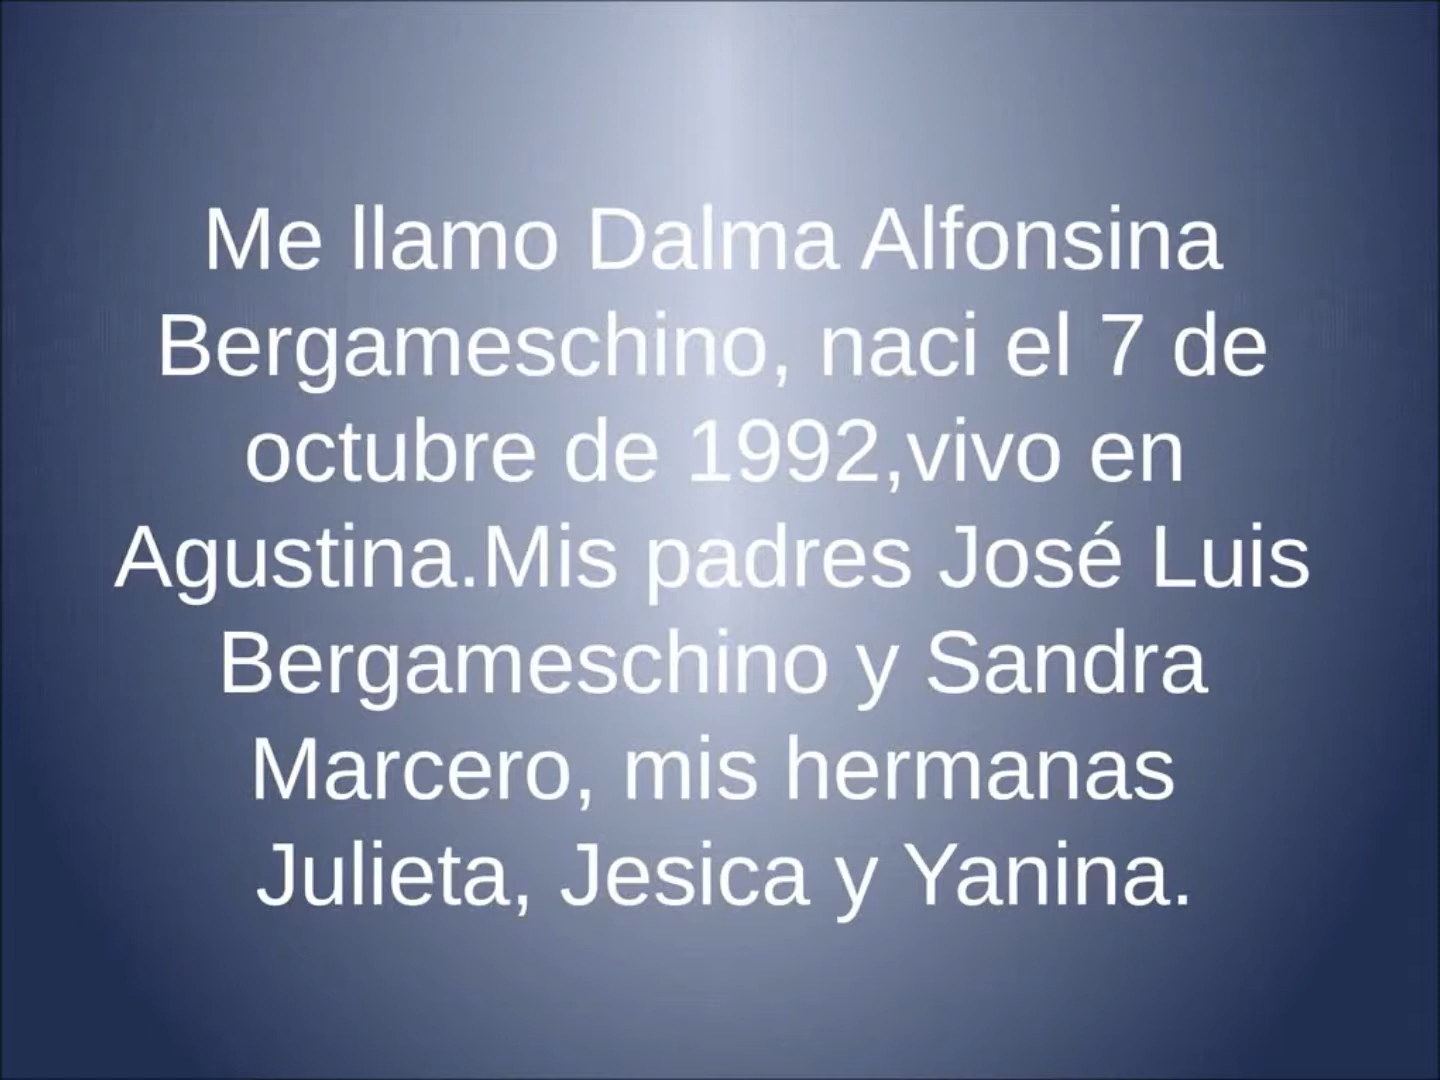 Me llamo Dalma Alfonsina
Bergameschino, naci el 7 de
octubre de 1992,vivo en
Agustina.Mis padres José Luis
Bergameschino y Sandra
Marcero, mis hermanas
Julieta, Jesica y Yanina.